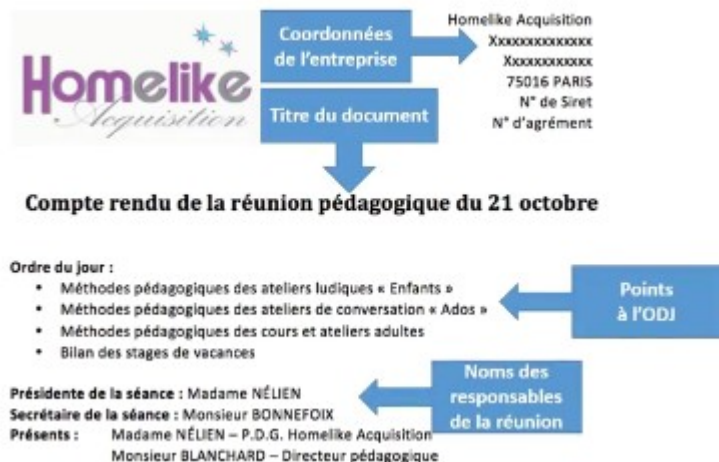 Homelike
Acquisition
Coordonnées
de l'entreprise
Homelike Acquisition
Xxxxxxxxxxxxx
Xxxxxxxxxxx
75016 PARIS
N° de Siret
N° d'agrément
Titre du document
Compte rendu de la réunion pédagogique du 21 octobre
Ordre du jour :
• Méthodes pédagogiques des ateliers ludiques « Enfants »
• Méthodes pédagogiques des ateliers de conversation « Ados »
• Méthodes pédagogiques des cours et ateliers adultes
• Bilan des stages de vacances
Points
à l'ODJ
Présidente de la séance : Madame NÉLIEN
Secrétaire de la séance : Monsieur BONNEFOIX
Présents : Madame NÉLIEN – P.D.G. Homelike Acquisition
Monsieur BLANCHARD – Directeur pédagogique
Noms des
responsables
de la réunion